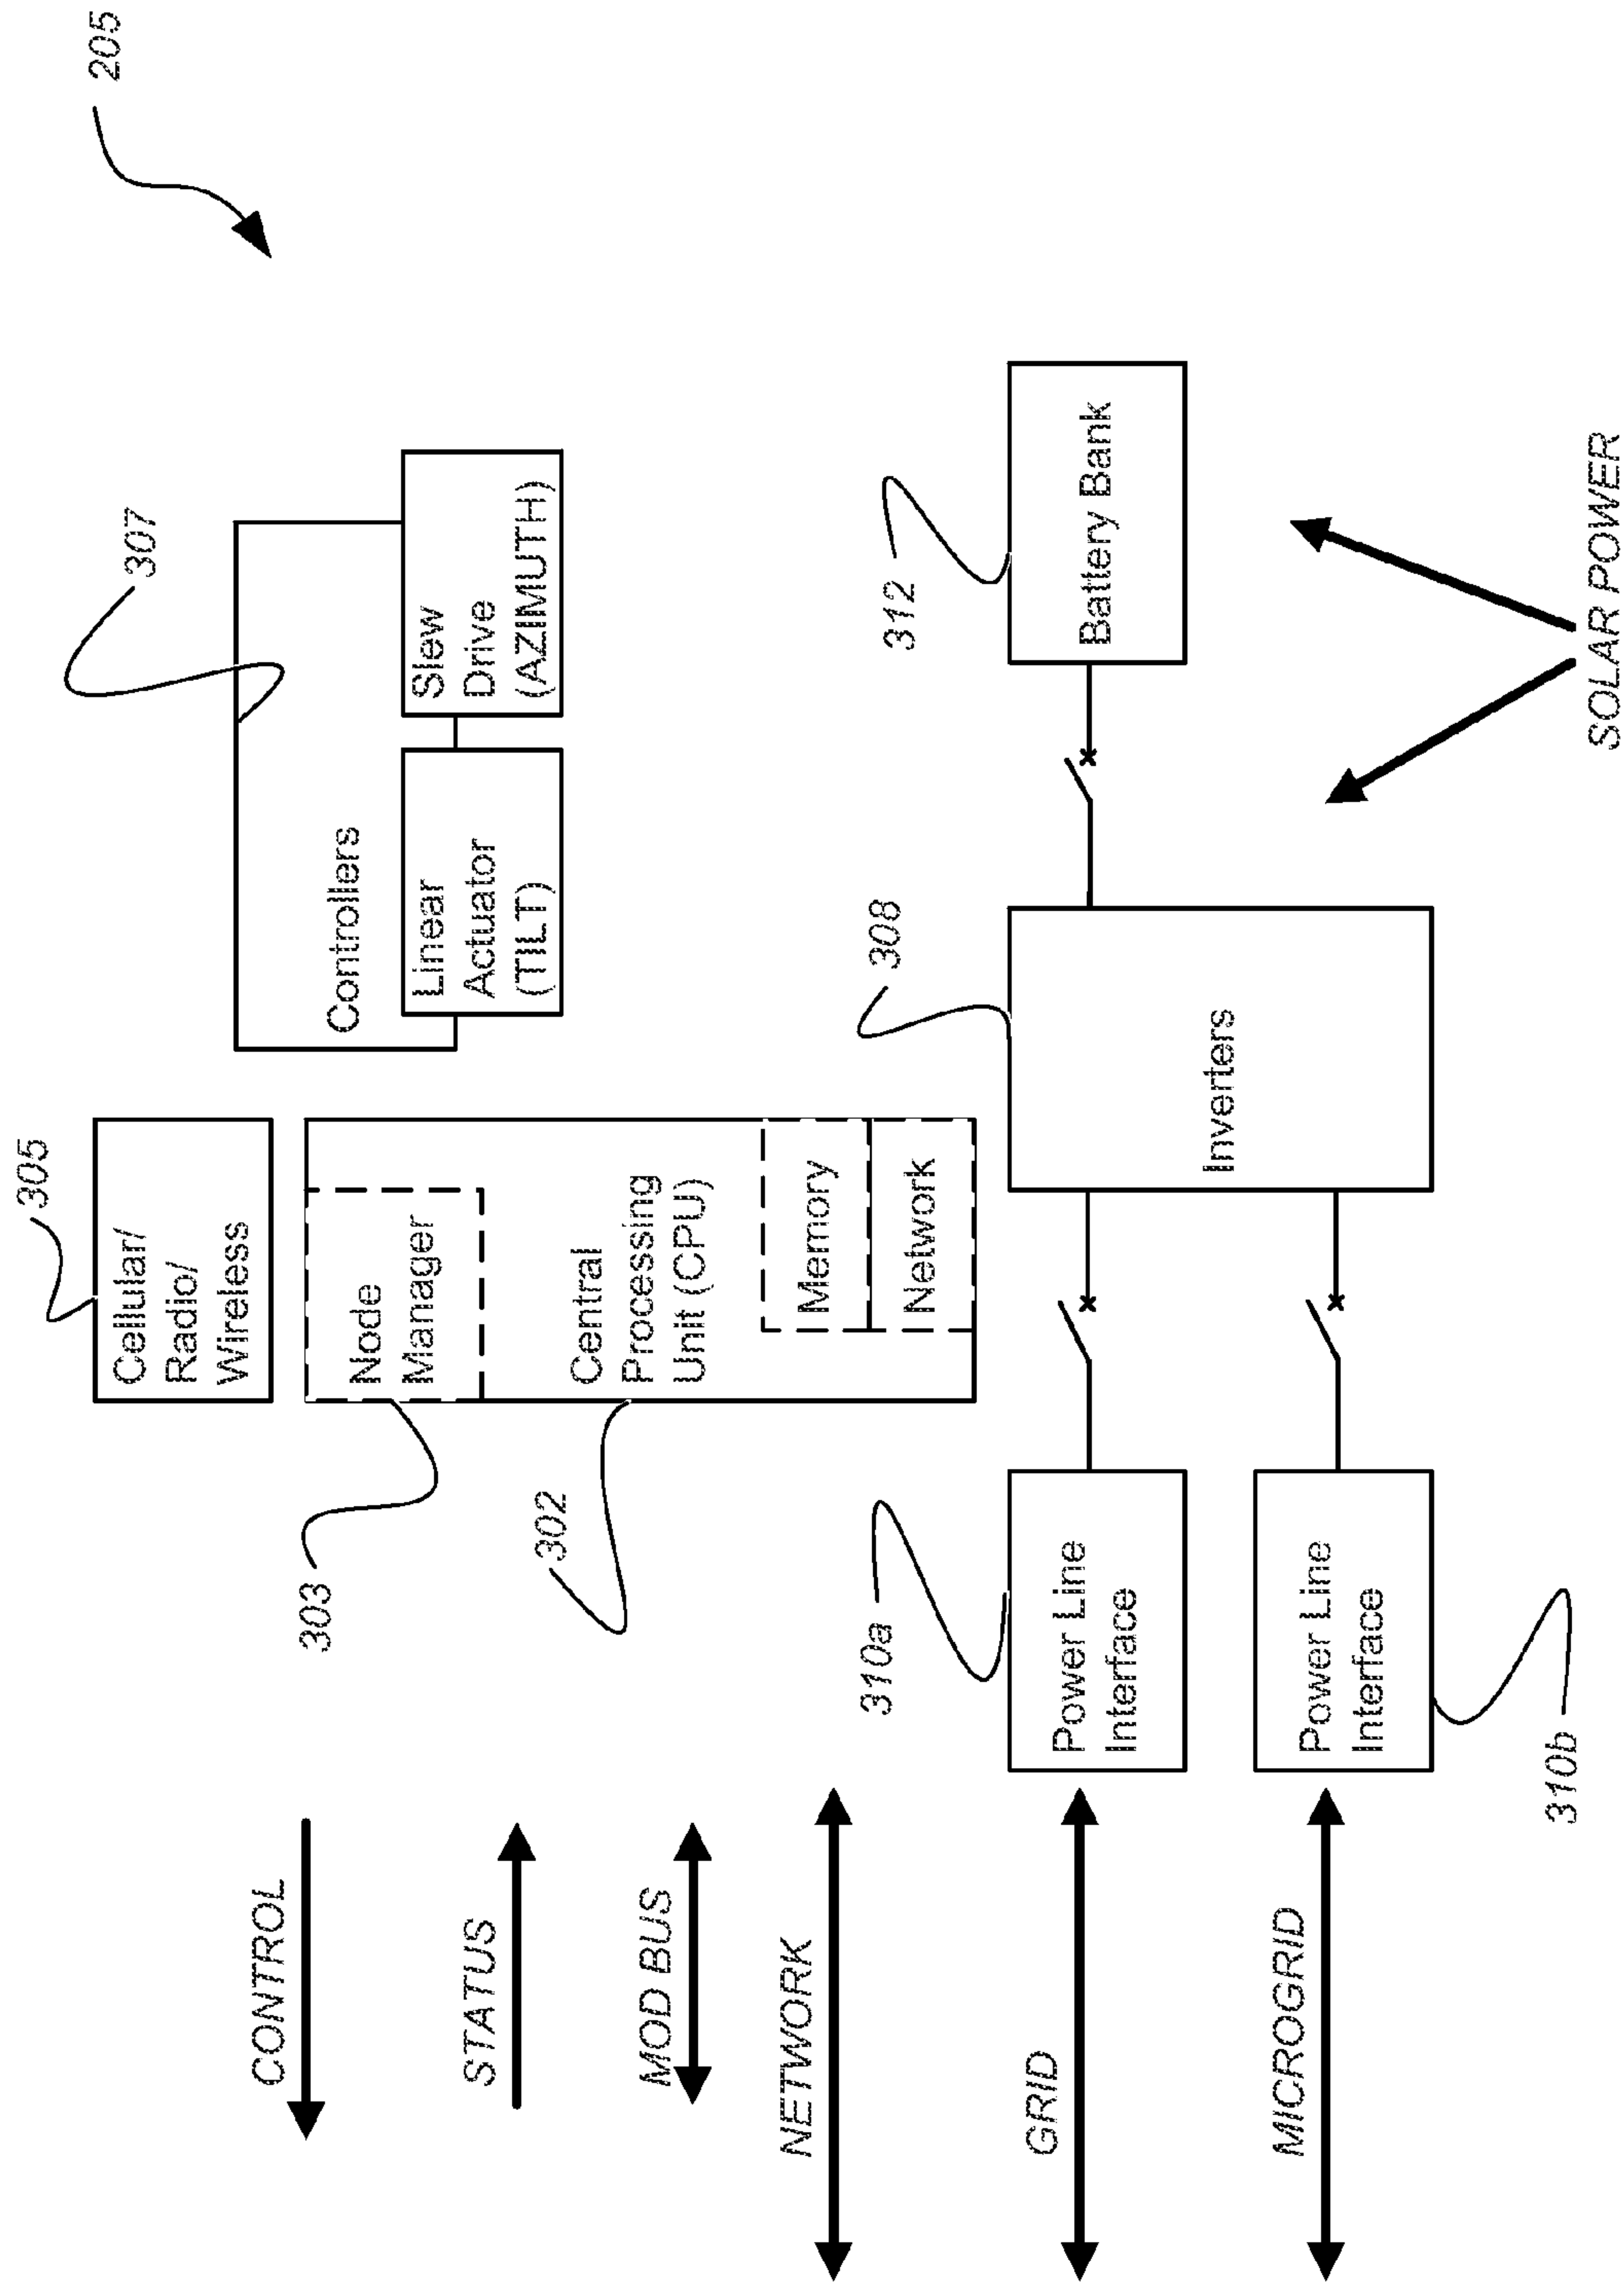 205
305
Cellular/
Radio/
Wireless
307
Controllers
Linear
Actuator
(TILT)
Slew
Drive
(AZIMUTH)
CONTROL
303
Node
Manager
STATUS
302
Central
Processing
Unit (CPU)
MOD BUS
Memory
NETWORK
Network
310a
308
312
GRID
Power Line
Interface
Inverters
Battery Bank
MICROGRID
Power Line
Interface
310b
SOLAR POWER